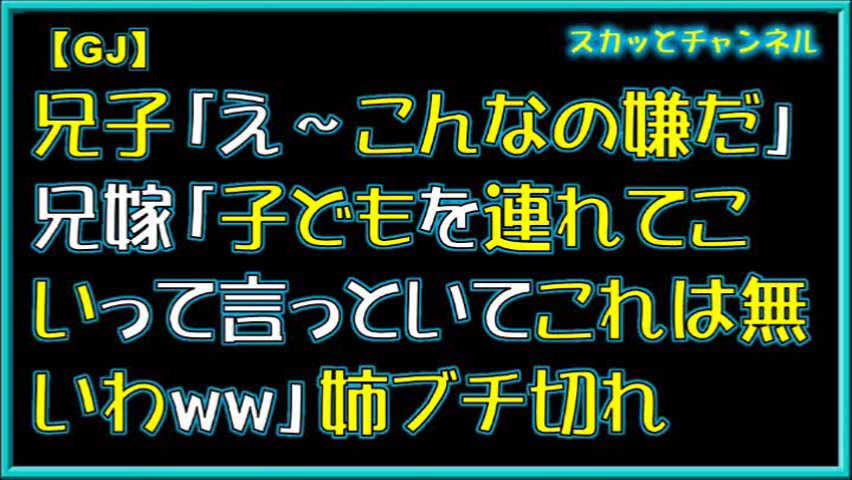 【GJ】
スカッとチャンネル
兄子「え～こんなの嫌だ」
兄嫁「子どもを連れてこ
いって言っといてこれは無
いわww」姉ブチ切れ